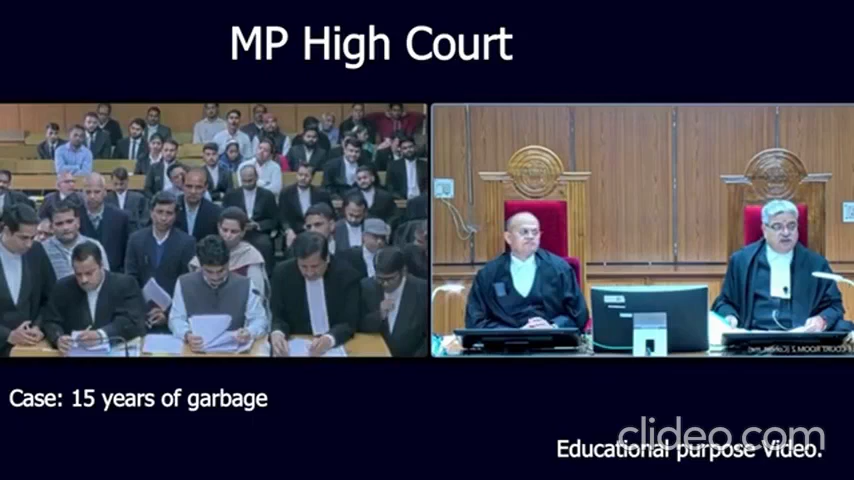 MP High Court
Case: 15 years of garbage
clideo.com
Educational purpose Video.